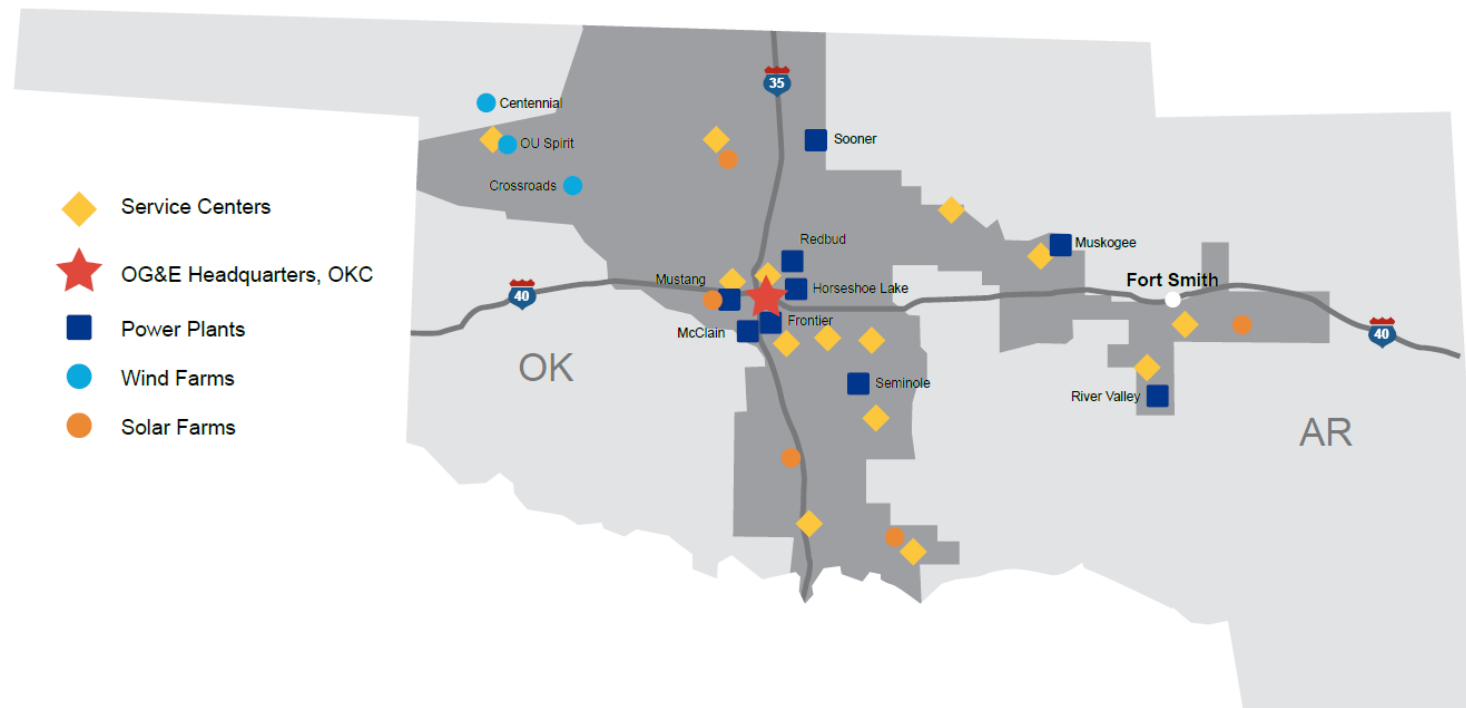 35
Centennial
Sooner
OU Spirit
Crossroads
Service Centers
Redbud
Muskogee
OG&E Headquarters, OKC
Mustang
Fort Smith
40
Horseshoe Lake
Power Plants
Frontier
McClain
40
OK
Wind Farms
Seminole
River Valley
Solar Farms
AR